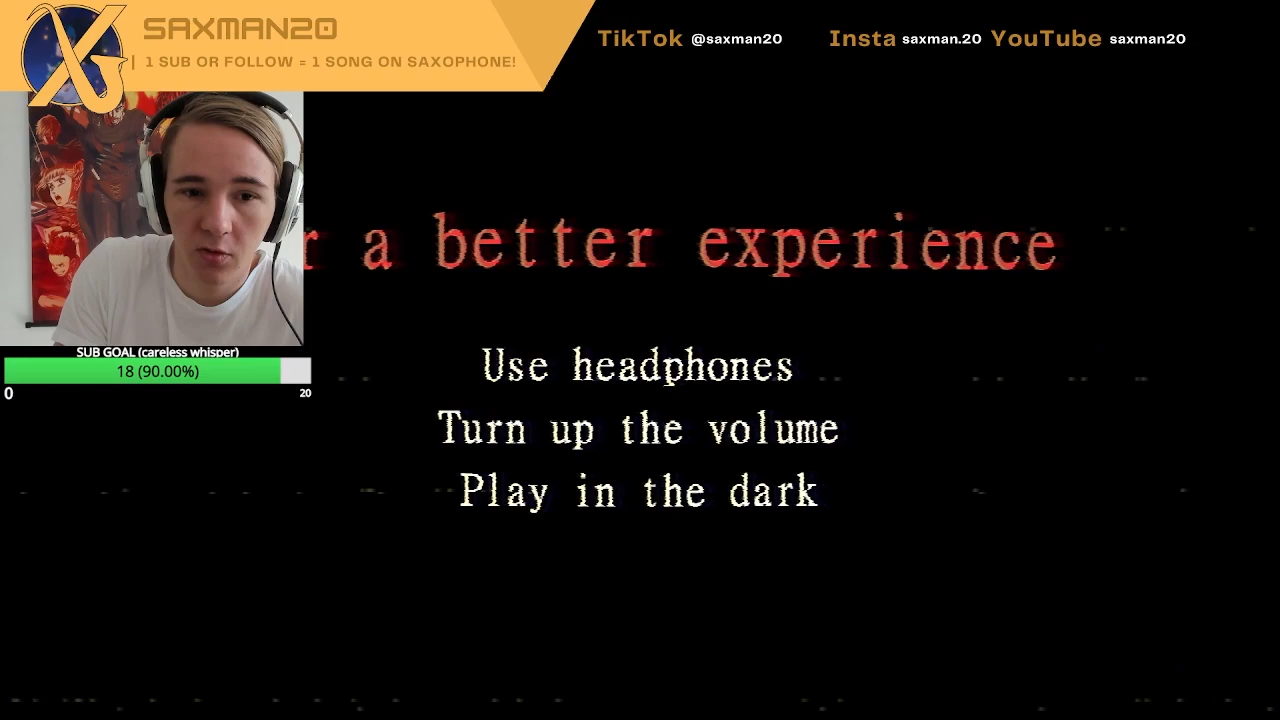 SAXMAN20
TikTok @saxman20 Insta saxman.20 YouTube saxman20
| 1 SUB OR FOLLOW = 1 SONG ON SAXOPHONE!
r a better experience
SUB GOAL (careless whisper)
18 (90.00%)
0 20
Use headphones
Turn up the volume
Play in the dark